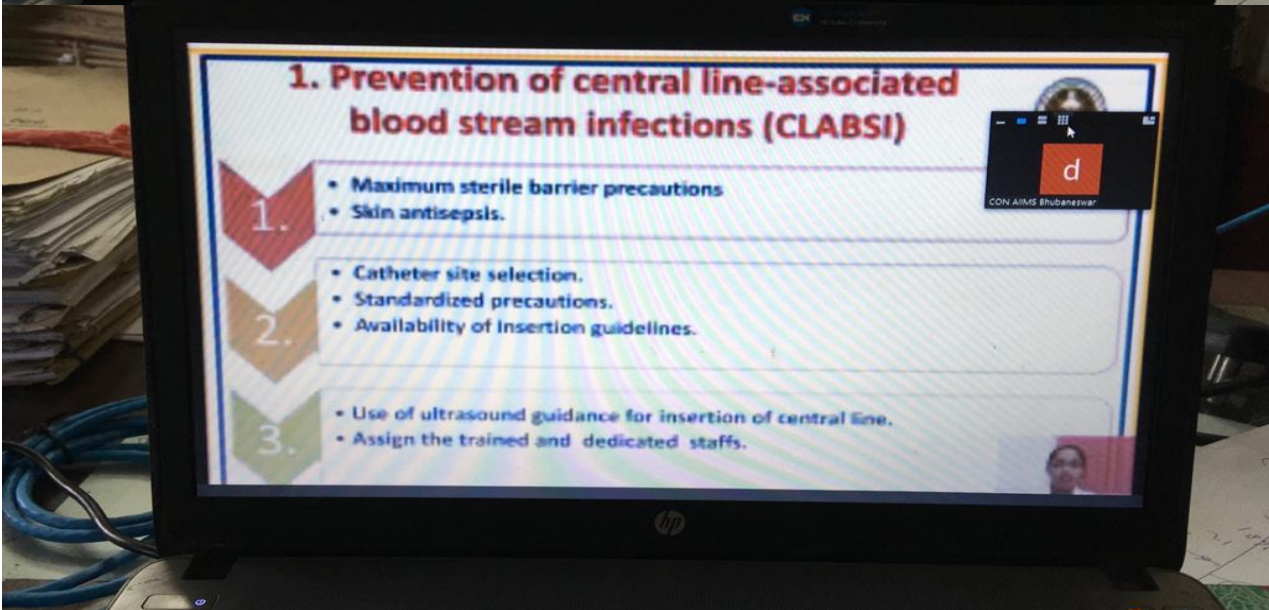 1. Prevention of central line-associated
blood stream infections (CLABSI)
1.
• Maximum sterile barrier precautions
• Skin antisepsis.
d
CON AIIMS Bhubaneswar
2.
• Catheter site selection.
• Standardized precautions.
• Availability of insertion guidelines.
3.
• Use of ultrasound guidance for insertion of central line.
• Assign the trained and dedicated staffs.
hp